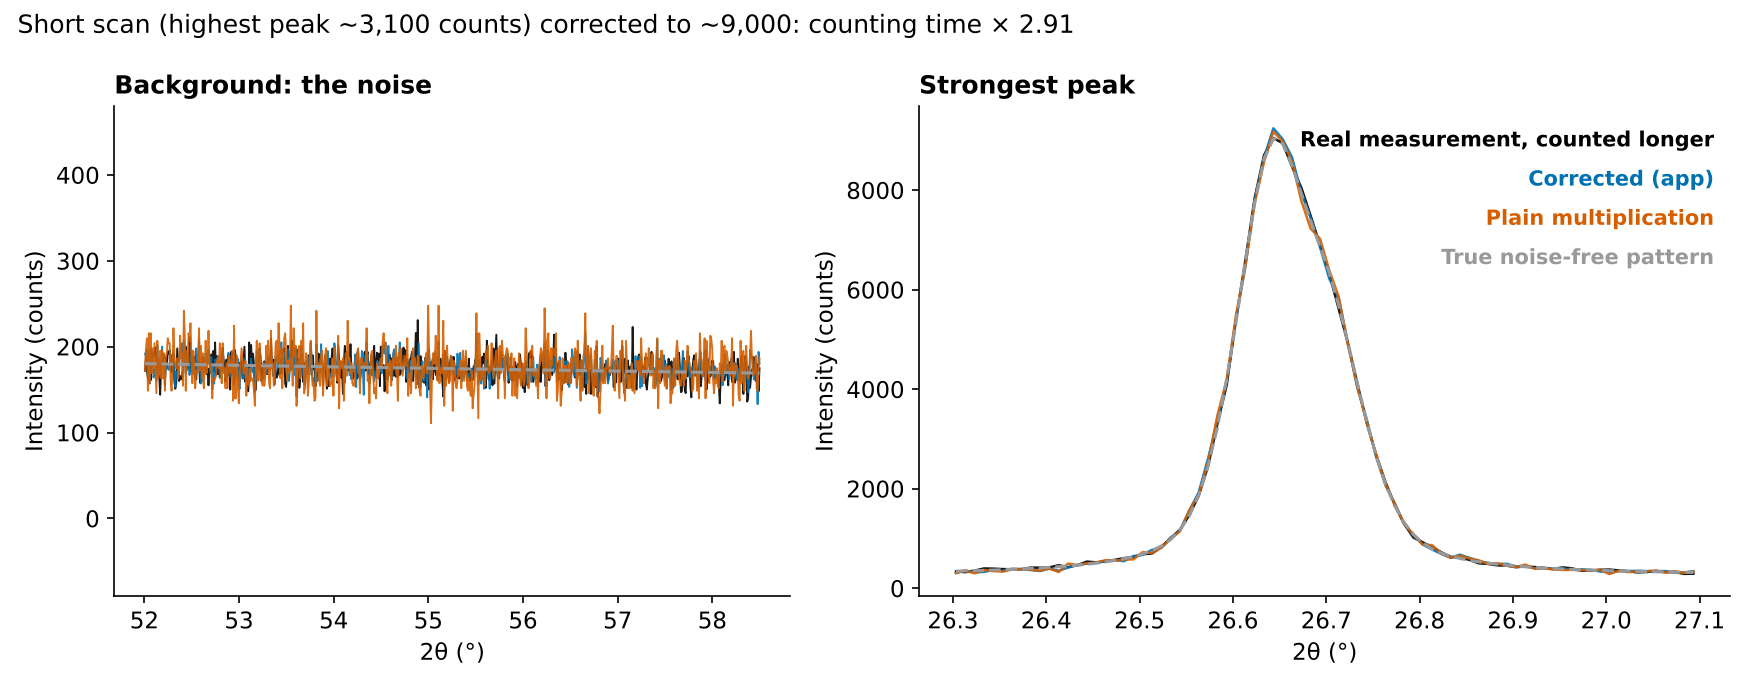 Short scan (highest peak ~3,100 counts) corrected to ~9,000: counting time × 2.91
Background: the noise
Intensity (counts)
400
300
200
100
0
52 53 54 55 56 57 58
2θ (°)
Strongest peak
Real measurement, counted longer
Corrected (app)
Plain multiplication
True noise-free pattern
Intensity (counts)
8000
6000
4000
2000
0
26.3 26.4 26.5 26.6 26.7 26.8 26.9 27.0 27.1
2θ (°)